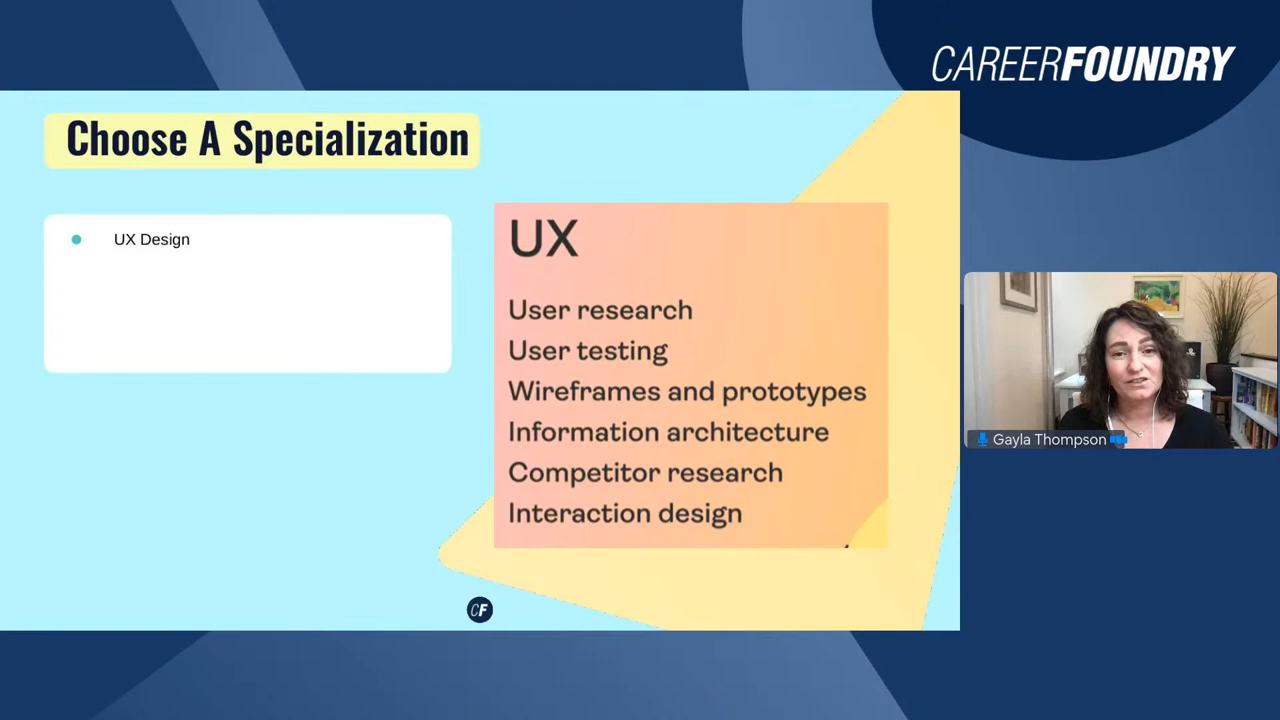 CAREERFOUNDRY
Choose A Specialization
UX Design
UX
User research
User testing
Wireframes and prototypes
Information architecture
Competitor research
Interaction design
Gayla Thompson
CF